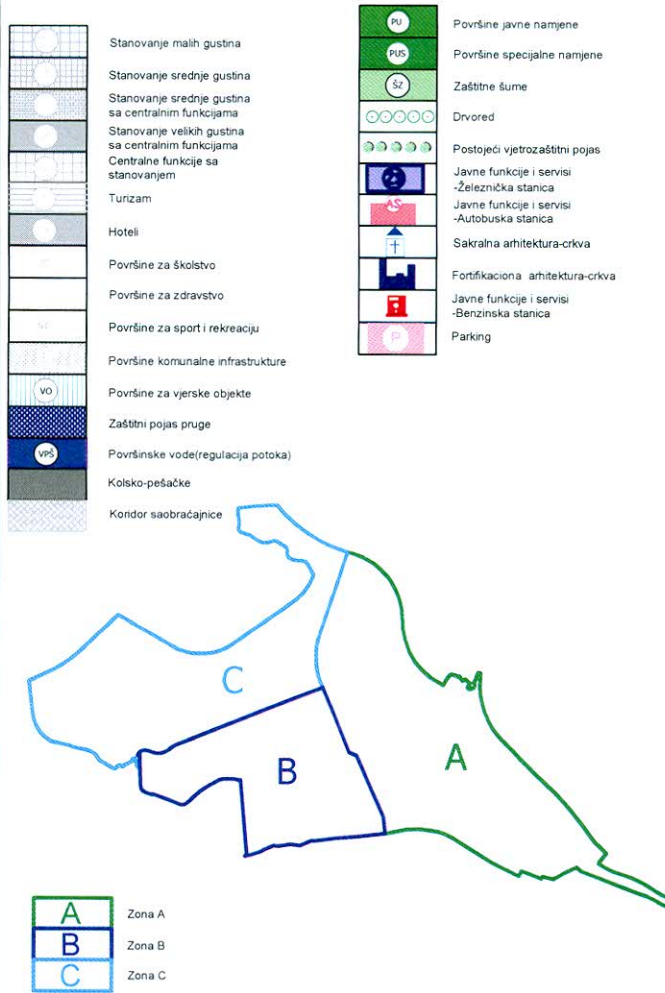 Stanovanje malih gustina
Stanovanje srednje gustina
Stanovanje srednje gustina
sa centralnim funkcijama
Stanovanje velikih gustina
sa centralnim funkcijama
Centralne funkcije sa
stanovanjem
Turizam
Hoteli
Površine za školstvo
Površine za zdravstvo
Površine za sport i rekreaciju
Površine komunalne infrastrukture
VO
Površine za vjerske objekte
Zaštitni pojas pruge
VPŠ
Površinske vode(regulacija potoka)
Kolsko-pešačke
Koridor saobraćajnice
PU
Površine javne namjene
PUS
Površine specijalne namjene
ŠZ
Zaštitne šume
Drvored
Postojeći vjetrozaštitni pojas
Javne funkcije i servisi
-Železnička stanica
AS
Javne funkcije i servisi
-Autobuska stanica
Sakralna arhitektura-crkva
Fortifikaciona arhitektura-crkva
Javne funkcije i servisi
-Benzinska stanica
P
Parking
C
B
A
A
Zona A
B
Zona B
C
Zona C